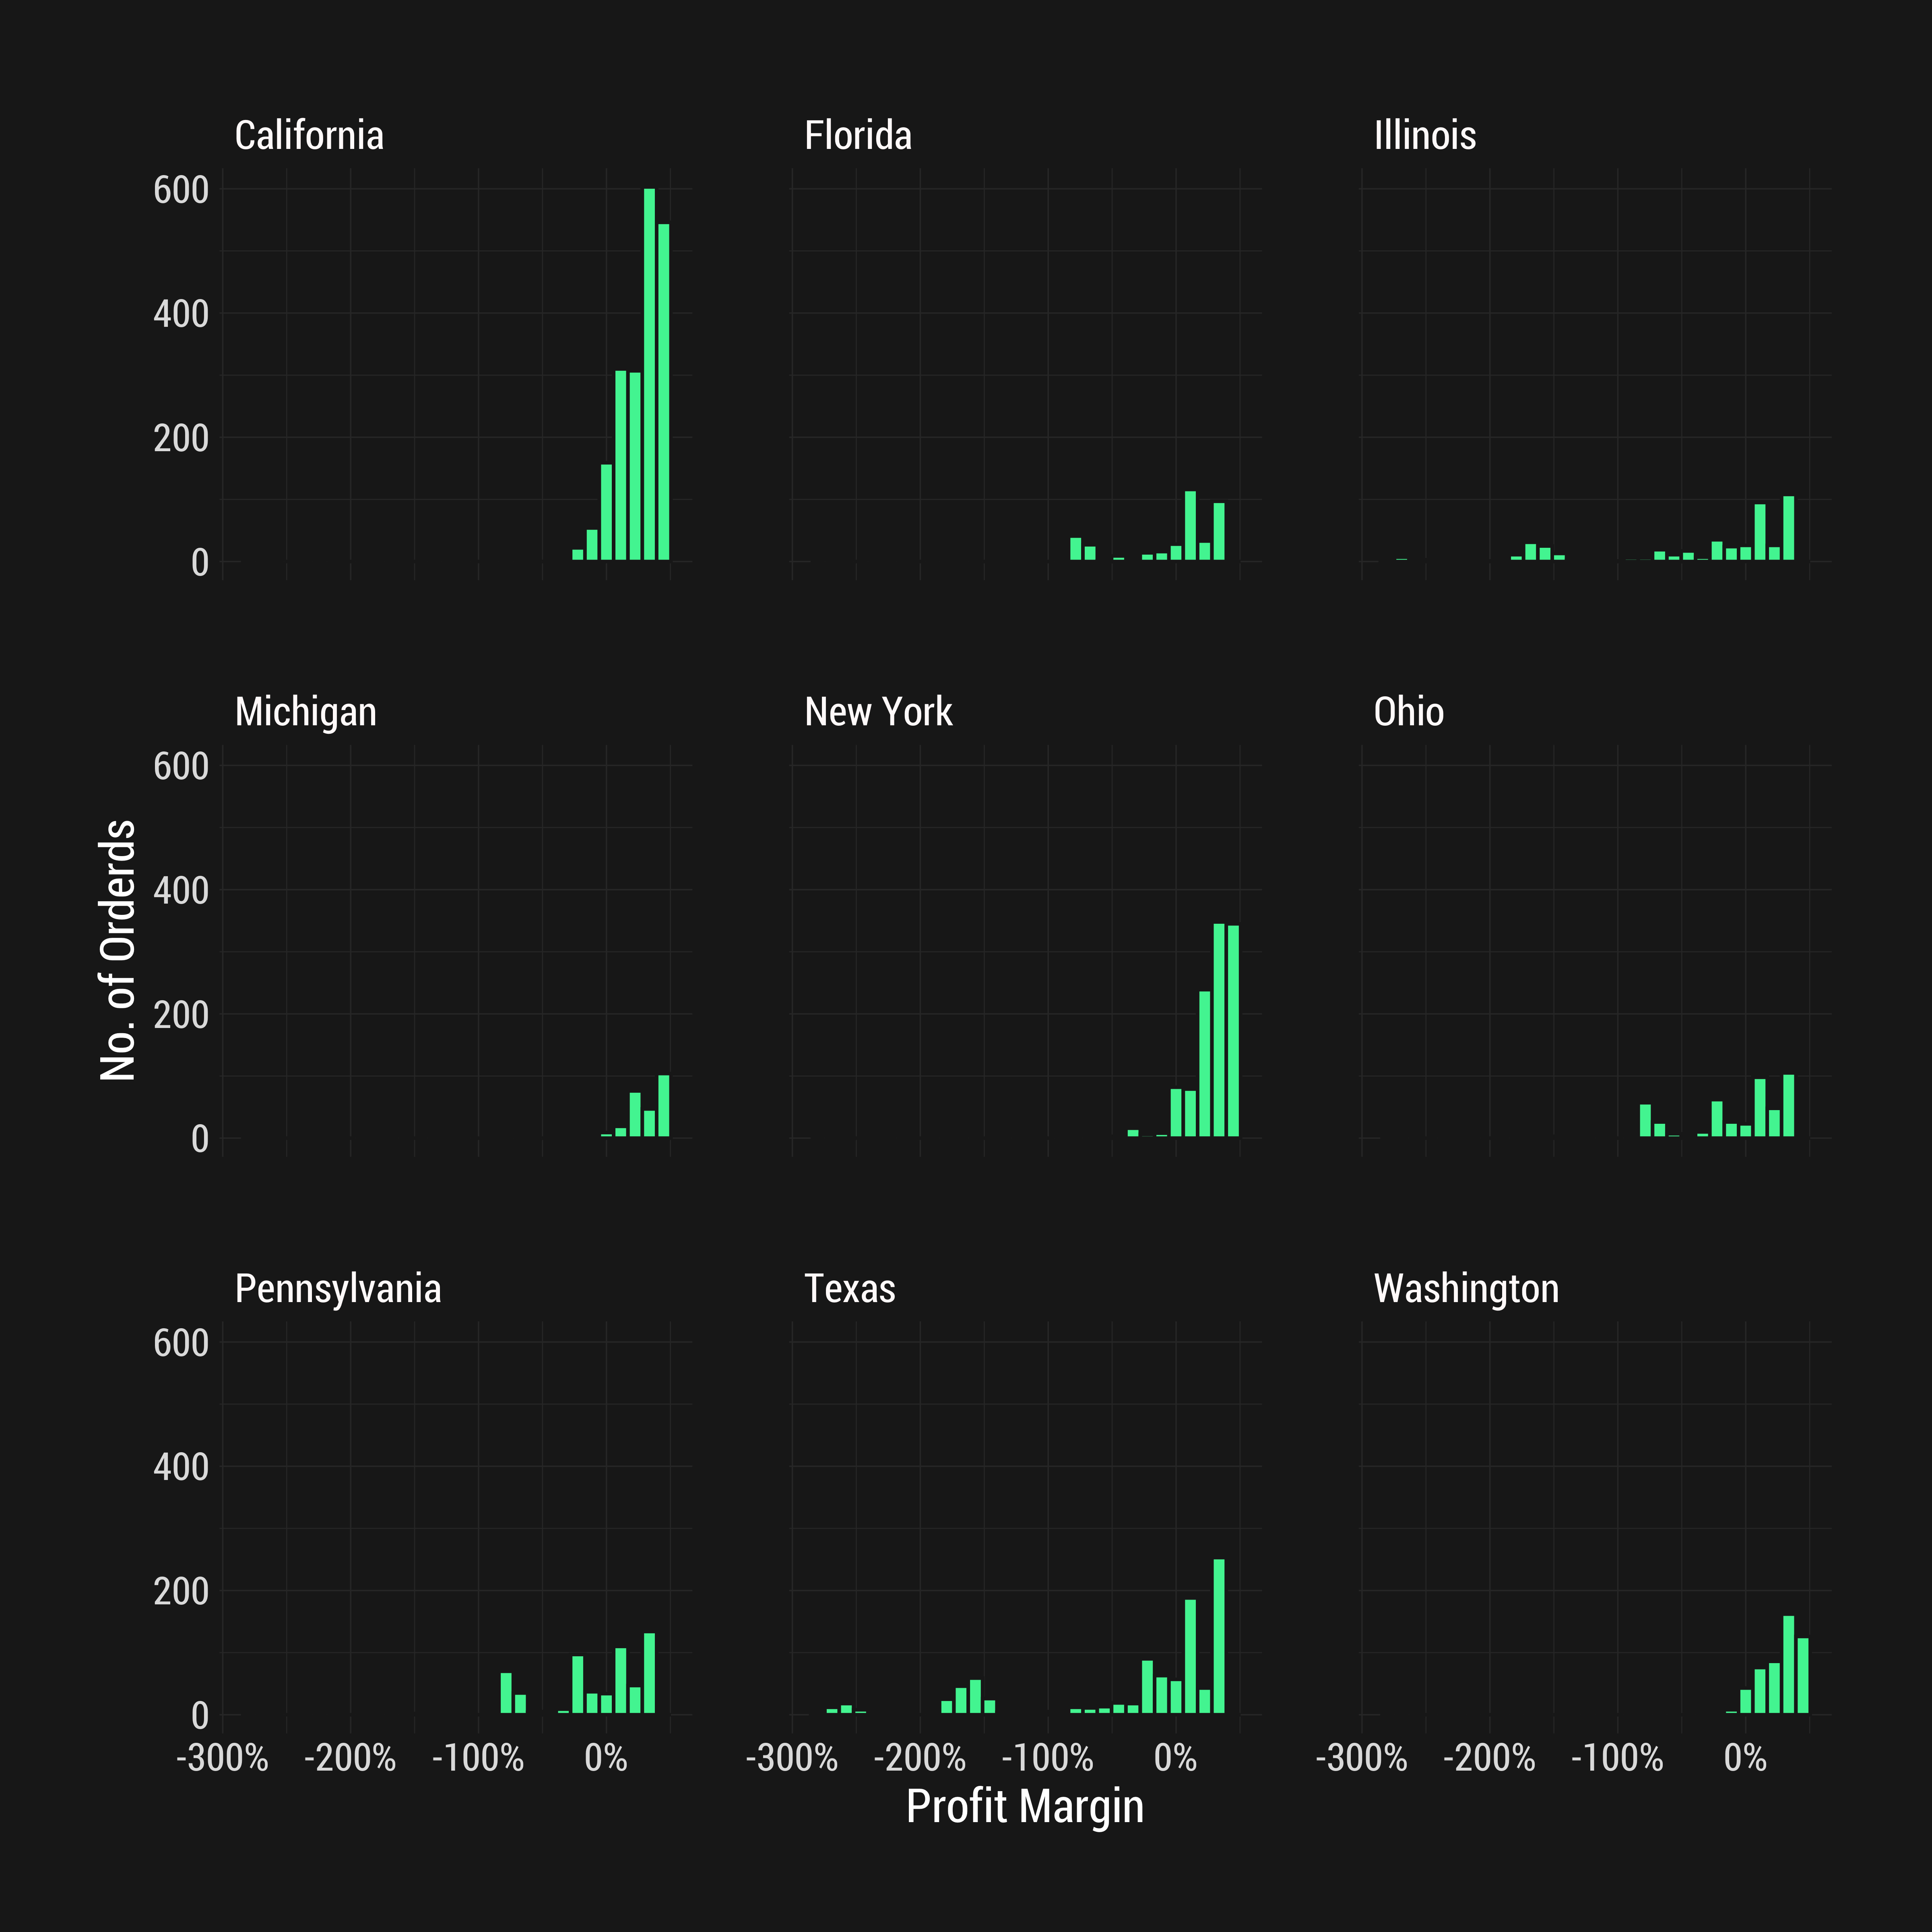 California
Florida
Illinois
600
400
200
0
Michigan
New York
Ohio
600
400
200
0
No. of Orderds
Pennsylvania
Texas
Washington
600
400
200
0
-300% -200% -100% 0%
-300% -200% -100% 0%
-300% -200% -100% 0%
Profit Margin